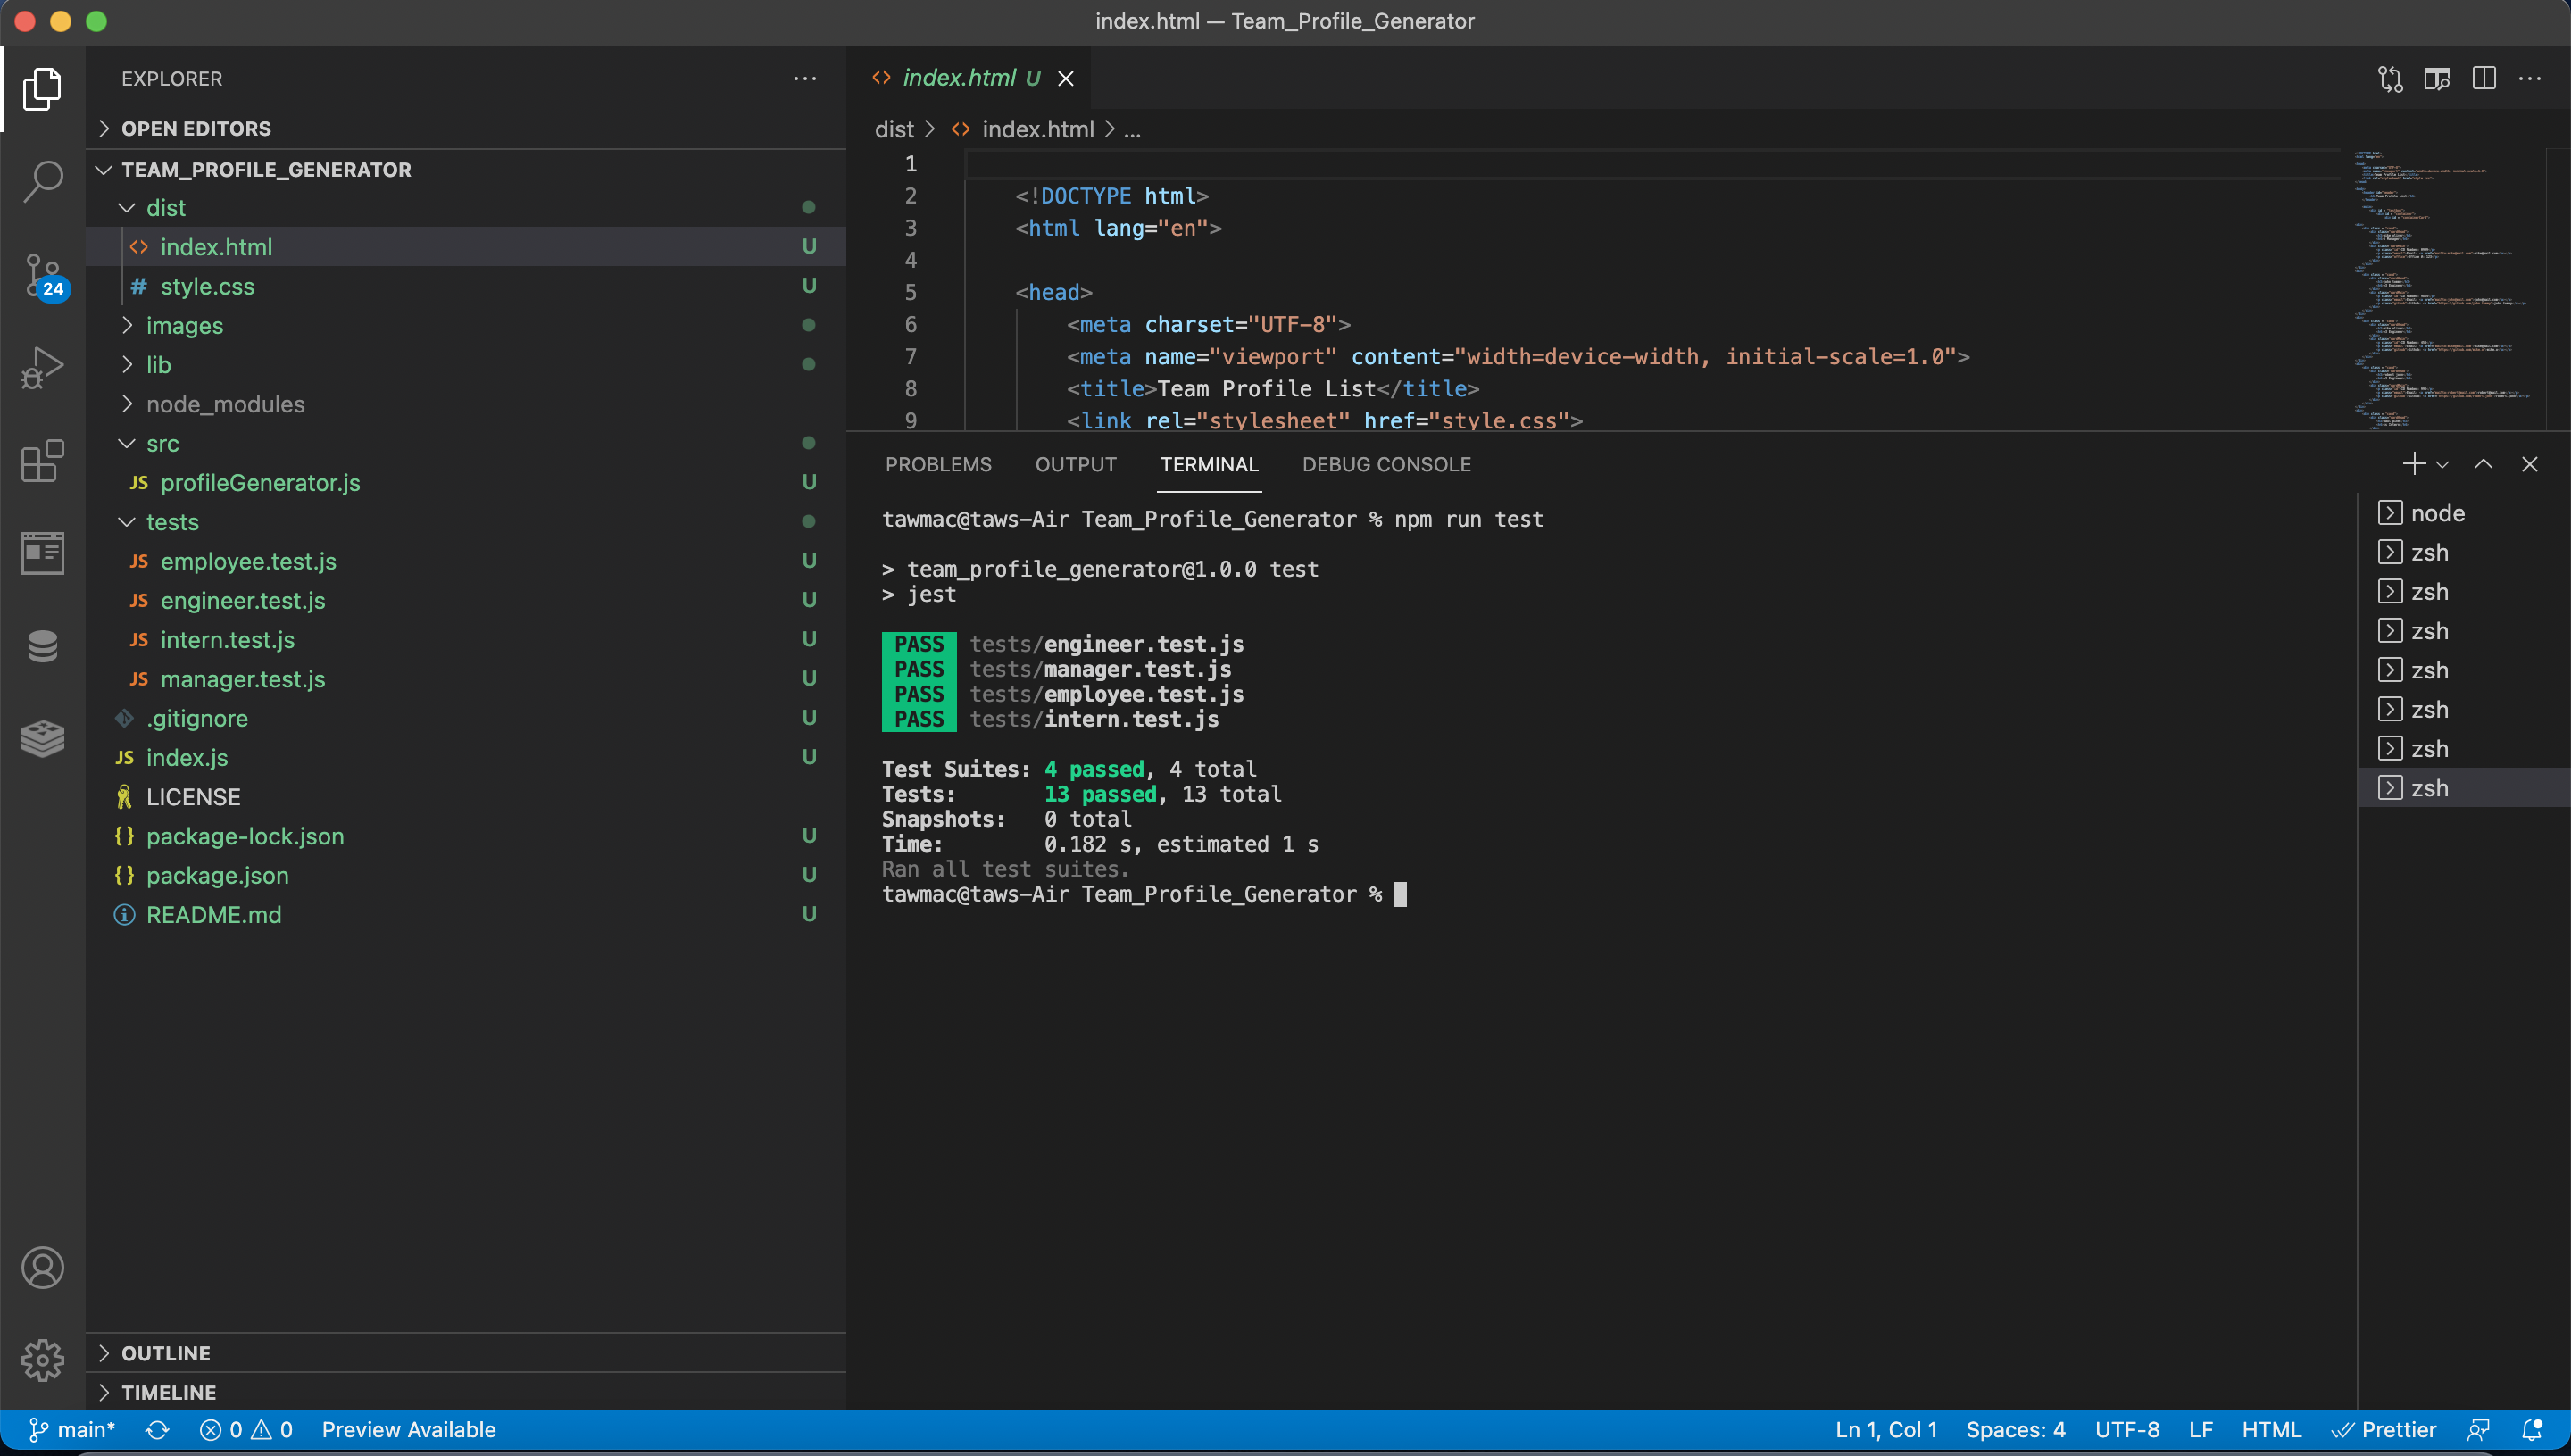 index.html — Team_Profile_Generator
EXPLORER
OPEN EDITORS
TEAM_PROFILE_GENERATOR
dist
index.html U
style.css U
images
lib
node_modules
src
profileGenerator.js U
tests
employee.test.js U
engineer.test.js U
intern.test.js U
manager.test.js U
.gitignore U
index.js U
LICENSE
package-lock.json U
package.json U
README.md U
OUTLINE
TIMELINE
24
index.html U
dist > index.html > ...
1
2 <!DOCTYPE html>
3 <html lang="en">
4
5 <head>
6 <meta charset="UTF-8">
7 <meta name="viewport" content="width=device-width, initial-scale=1.0">
8 <title>Team Profile List</title>
9 <link rel="stylesheet" href="style.css">
PROBLEMS OUTPUT TERMINAL DEBUG CONSOLE
tawmac@taws-Air Team_Profile_Generator % npm run test
> team_profile_generator@1.0.0 test
> jest
PASS tests/engineer.test.js
PASS tests/manager.test.js
PASS tests/employee.test.js
PASS tests/intern.test.js
Test Suites: 4 passed, 4 total
Tests: 13 passed, 13 total
Snapshots: 0 total
Time: 0.182 s, estimated 1 s
Ran all test suites.
tawmac@taws-Air Team_Profile_Generator %
node
zsh
zsh
zsh
zsh
zsh
zsh
zsh
main* 0 0 Preview Available Ln 1, Col 1 Spaces: 4 UTF-8 LF HTML Prettier